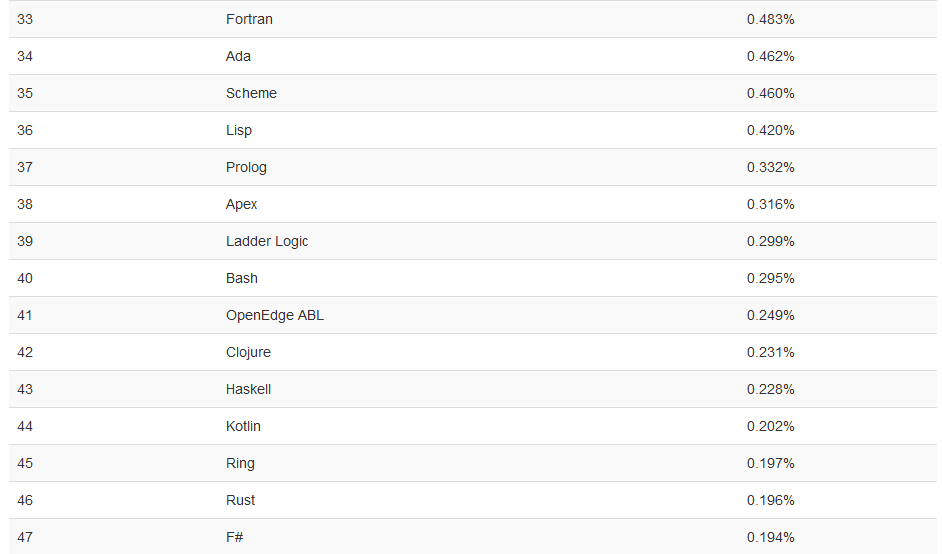 33 Fortran 0.483%
34 Ada 0.462%
35 Scheme 0.460%
36 Lisp 0.420%
37 Prolog 0.332%
38 Apex 0.316%
39 Ladder Logic 0.299%
40 Bash 0.295%
41 OpenEdge ABL 0.249%
42 Clojure 0.231%
43 Haskell 0.228%
44 Kotlin 0.202%
45 Ring 0.197%
46 Rust 0.196%
47 F# 0.194%